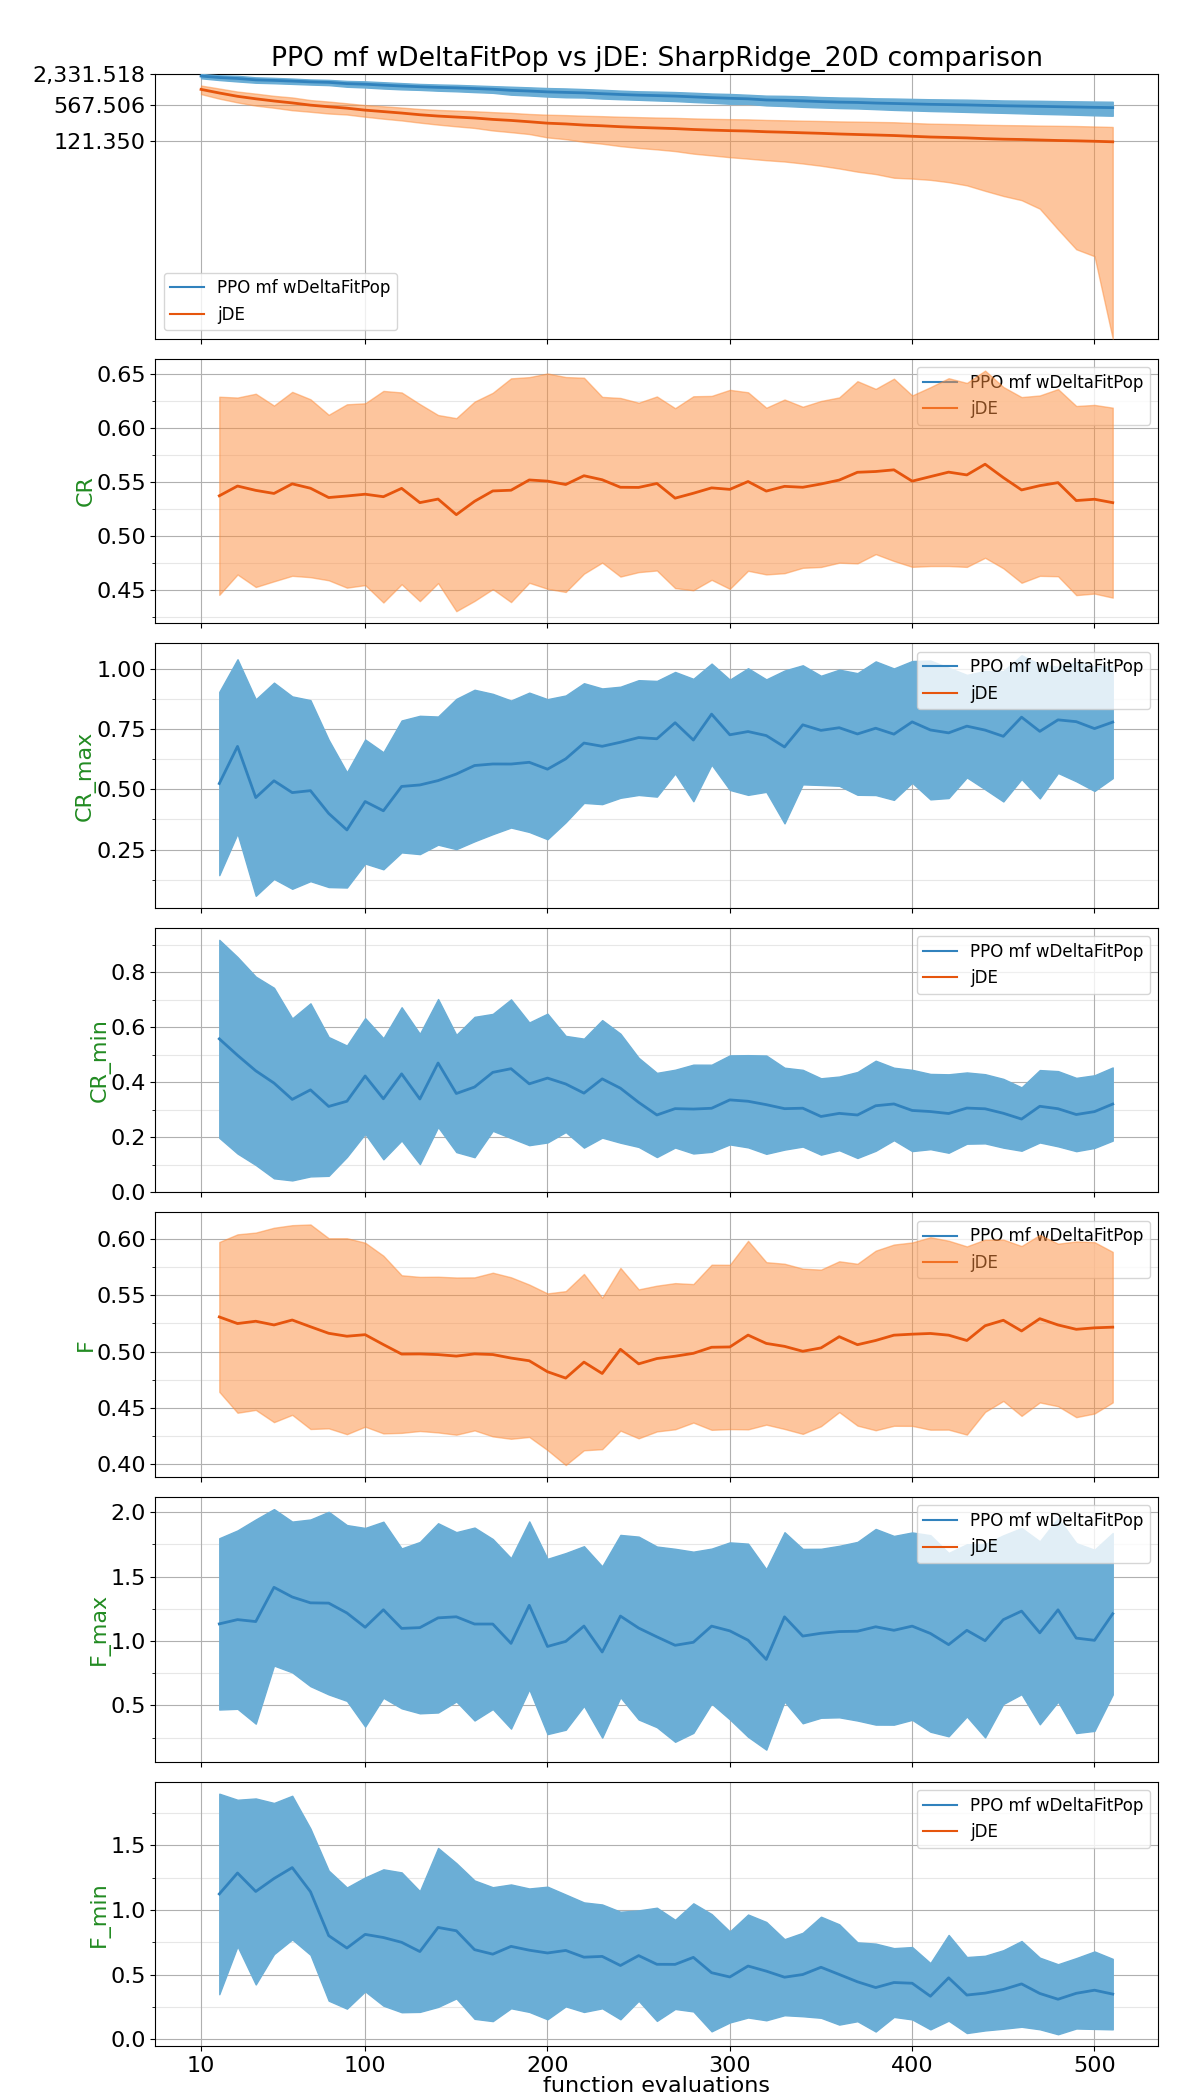 PPO mf wDeltaFitPop vs jDE: SharpRidge_20D comparison
2,331.518
567.506
121.350
PPO mf wDeltaFitPop
jDE
0.65
0.60
0.55
0.50
0.45
CR
PPO mf wDeltaFitPop
jDE
1.00
0.75
0.50
0.25
CR_max
PPO mf wDeltaFitPop
jDE
0.8
0.6
0.4
0.2
0.0
CR_min
PPO mf wDeltaFitPop
jDE
0.60
0.55
0.50
0.45
0.40
F
PPO mf wDeltaFitPop
jDE
2.0
1.5
1.0
0.5
F_max
PPO mf wDeltaFitPop
jDE
1.5
1.0
0.5
0.0
F_min
PPO mf wDeltaFitPop
jDE
10 100 200 300 400 500
function evaluations